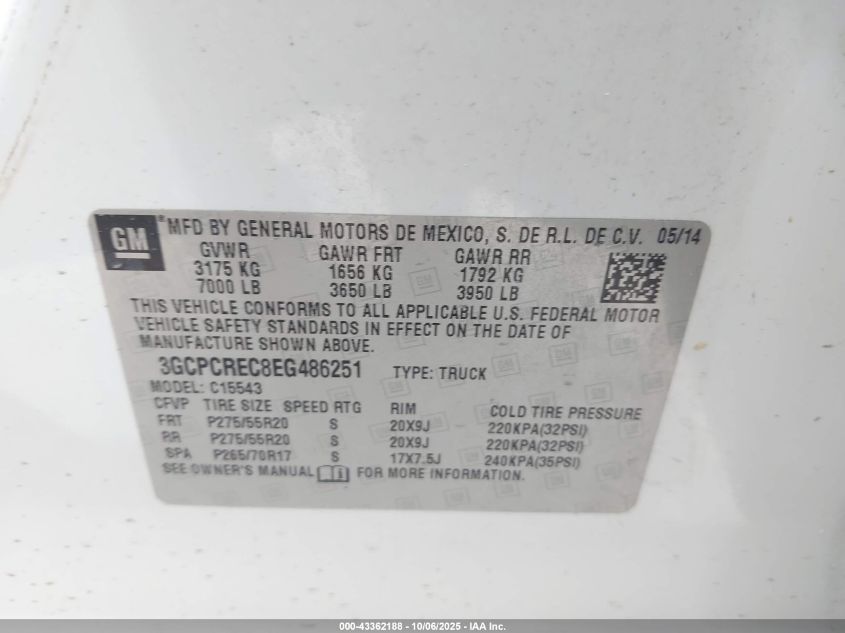 GM
® MFD BY GENERAL MOTORS DE MEXICO, S. DE R.L. DE C.V. 05/14
GVWR GAWR FRT GAWR RR
3175 KG 1656 KG 1792 KG
7000 LB 3650 LB 3950 LB
THIS VEHICLE CONFORMS TO ALL APPLICABLE U.S. FEDERAL MOTOR
VEHICLE SAFETY STANDARDS IN EFFECT ON THE DATE OF
MANUFACTURE SHOWN ABOVE.
3GCPCREC8EG486251 TYPE: TRUCK
MODEL: C15543
CFVP TIRE SIZE SPEED RTG RIM COLD TIRE PRESSURE
FRT P275/55R20 S 20X9J 220KPA(32PSI)
RR P275/55R20 S 20X9J 220KPA(32PSI)
SPA P265/70R17 S 17X7.5J 240KPA(35PSI)
SEE OWNER'S MANUAL FOR MORE INFORMATION.
000-43362188 - 10/06/2025 - IAA Inc.